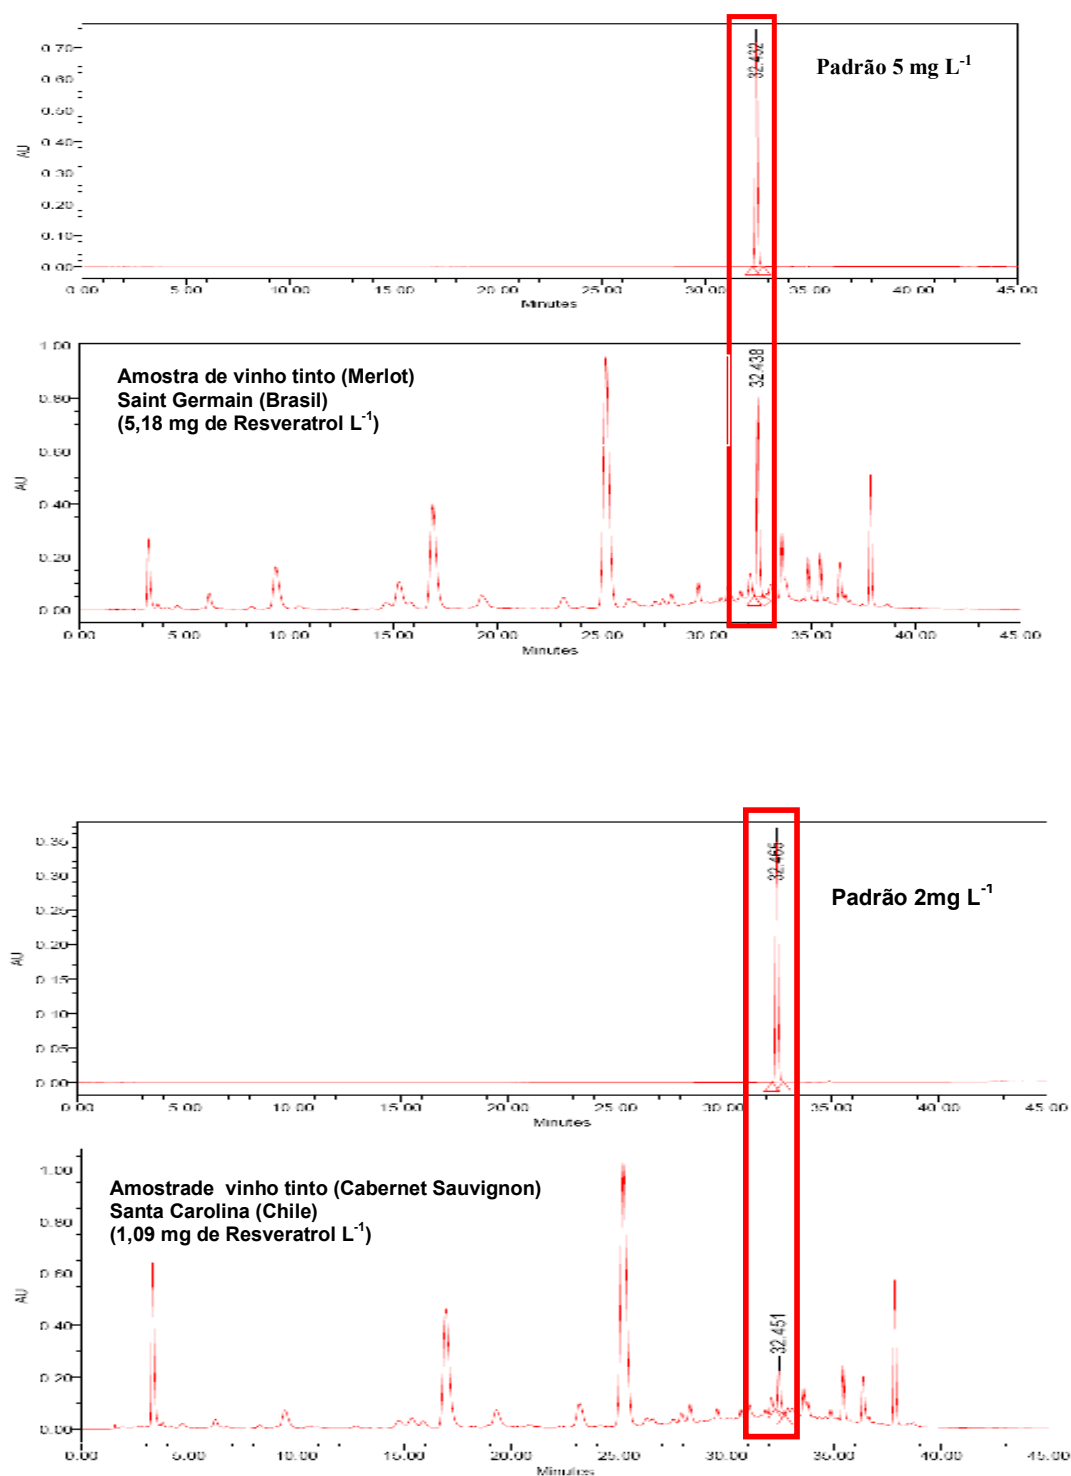 0.70
0.60
0.50
0.40
0.30
0.20
0.10
0.00
AU
32.432
Padrão 5 mg L-1
0.00 5.00 10.00 15.00 20.00 25.00 30.00 35.00 40.00 45.00
Minutes
1.00
0.80
0.60
0.40
0.20
0.00
AU
Amostra de vinho tinto (Merlot)
Saint Germain (Brasil)
(5,18 mg de Resveratrol L-1)
32.438
0.00 5.00 10.00 15.00 20.00 25.00 30.00 35.00 40.00 45.00
Minutes
0.35
0.30
0.25
0.20
0.15
0.10
0.05
0.00
AU
32.466
Padrão 2mg L-1
0.00 5.00 10.00 15.00 20.00 25.00 30.00 35.00 40.00 45.00
Minutes
1.00
0.80
0.60
0.40
0.20
0.00
AU
Amostrade vinho tinto (Cabernet Sauvignon)
Santa Carolina (Chile)
(1,09 mg de Resveratrol L-1)
32.451
0.00 5.00 10.00 15.00 20.00 25.00 30.00 35.00 40.00 45.00
Minutes